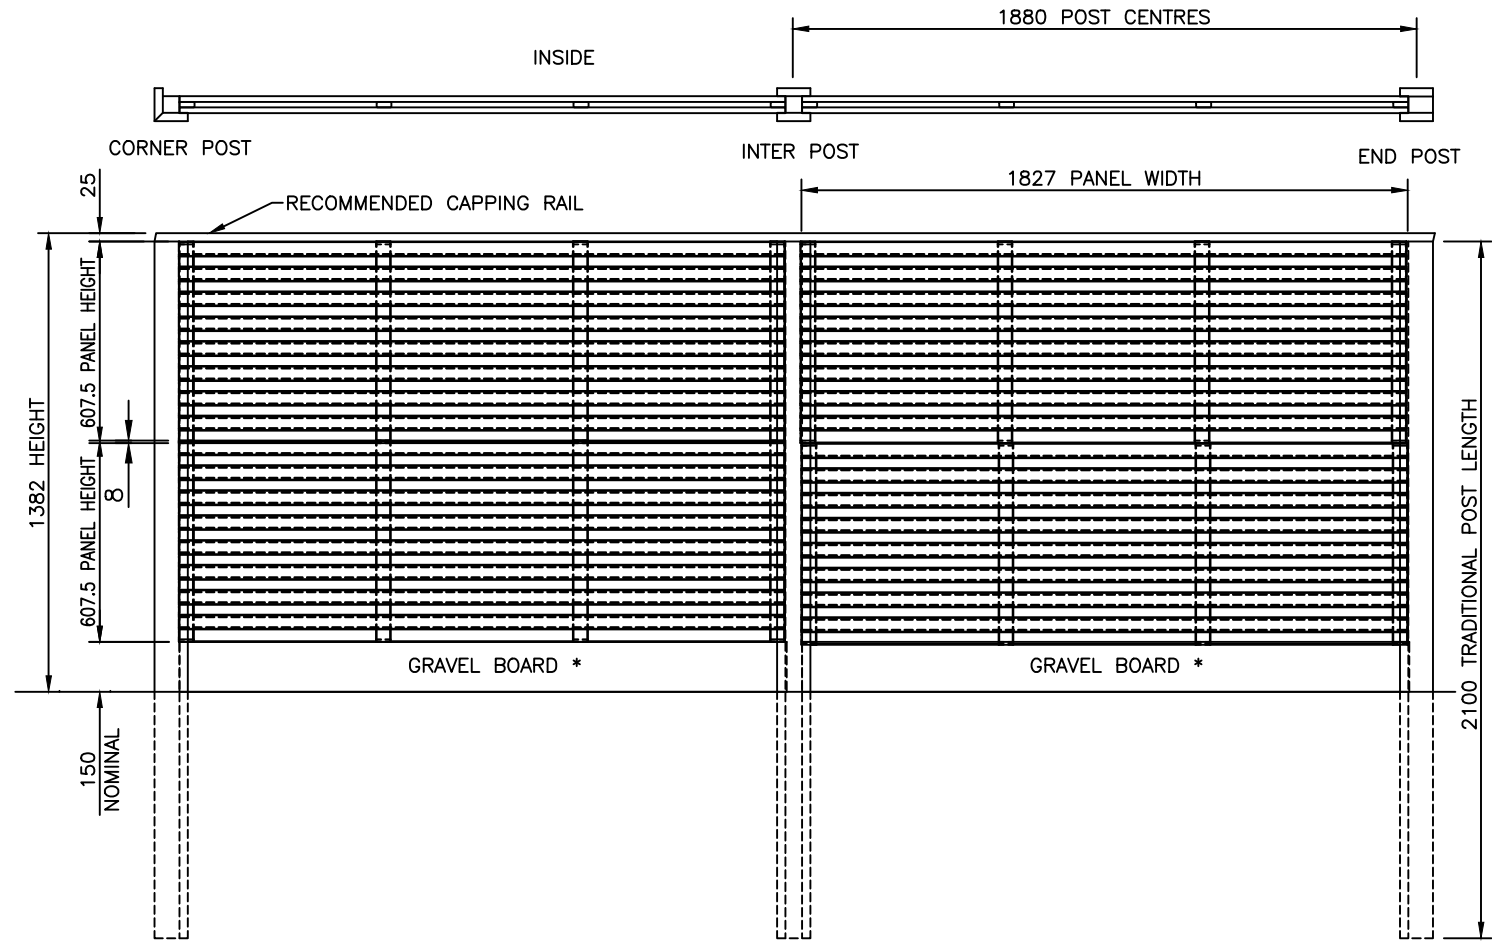 1880 POST CENTRES
INSIDE
CORNER POST
INTER POST
END POST
25
1827 PANEL WIDTH
RECOMMENDED CAPPING RAIL
607.5 PANEL HEIGHT
1382 HEIGHT
8
607.5 PANEL HEIGHT
2100 TRADITIONAL POST LENGTH
GRAVEL BOARD *
GRAVEL BOARD *
150
NOMINAL